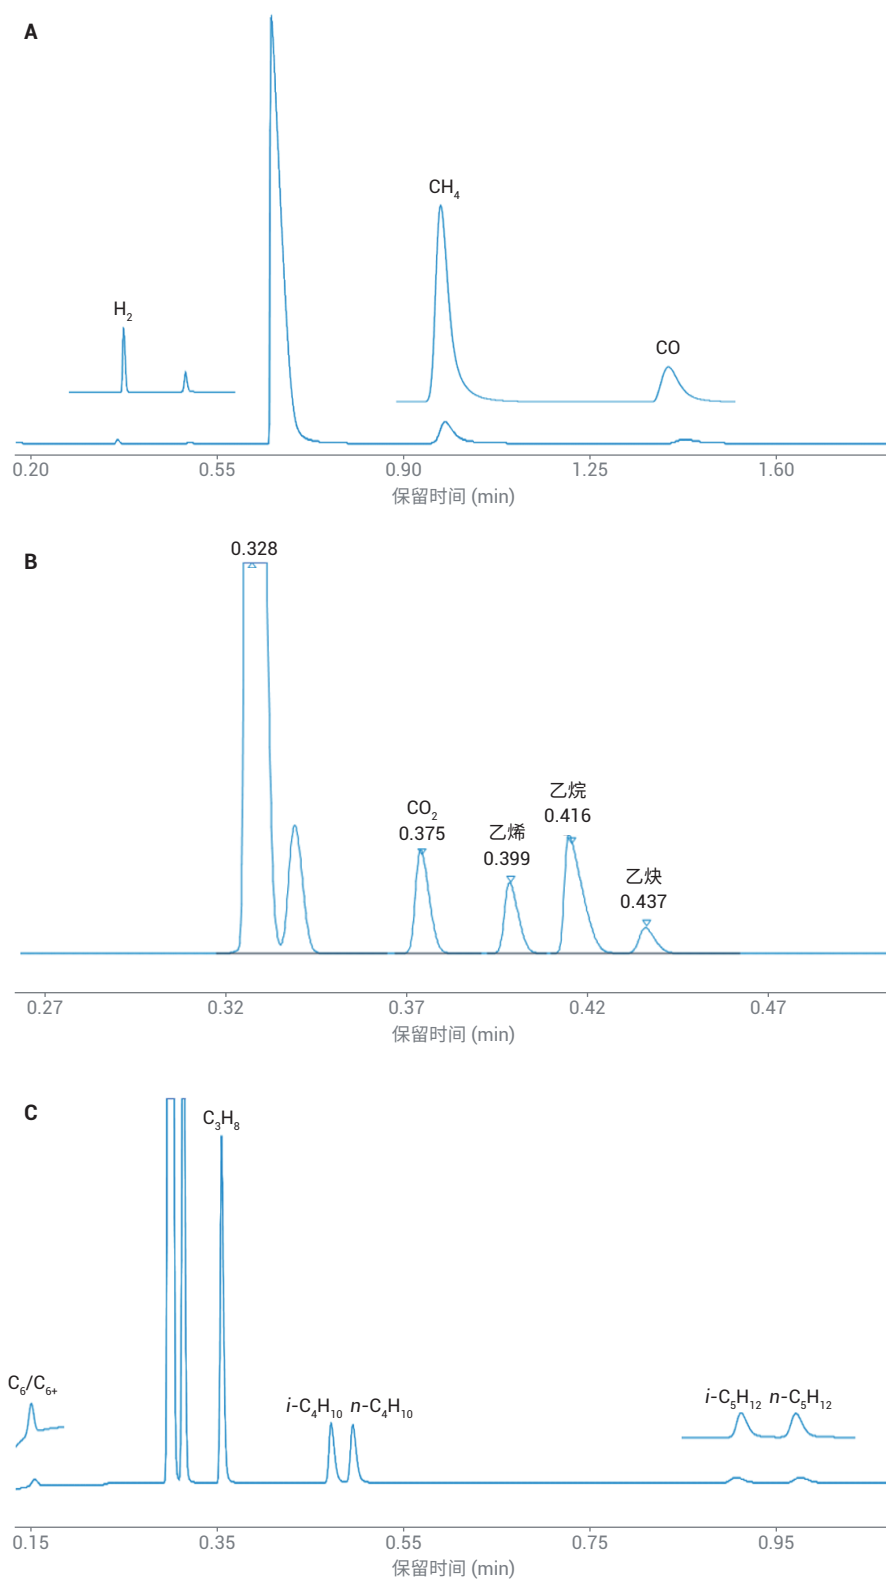 A
CH₄
H₂
CO
0.20 0.55 0.90 1.25 1.60
保留时间 (min)
B
0.328
乙烷
0.416
CO₂
0.375
乙烯
0.399
乙炔
0.437
0.27 0.32 0.37 0.42 0.47
保留时间 (min)
C
C₃H₈
C₆/C₆₊
i-C₄H₁₀ n-C₄H₁₀
i-C₅H₁₂ n-C₅H₁₂
0.15 0.35 0.55 0.75 0.95
保留时间 (min)